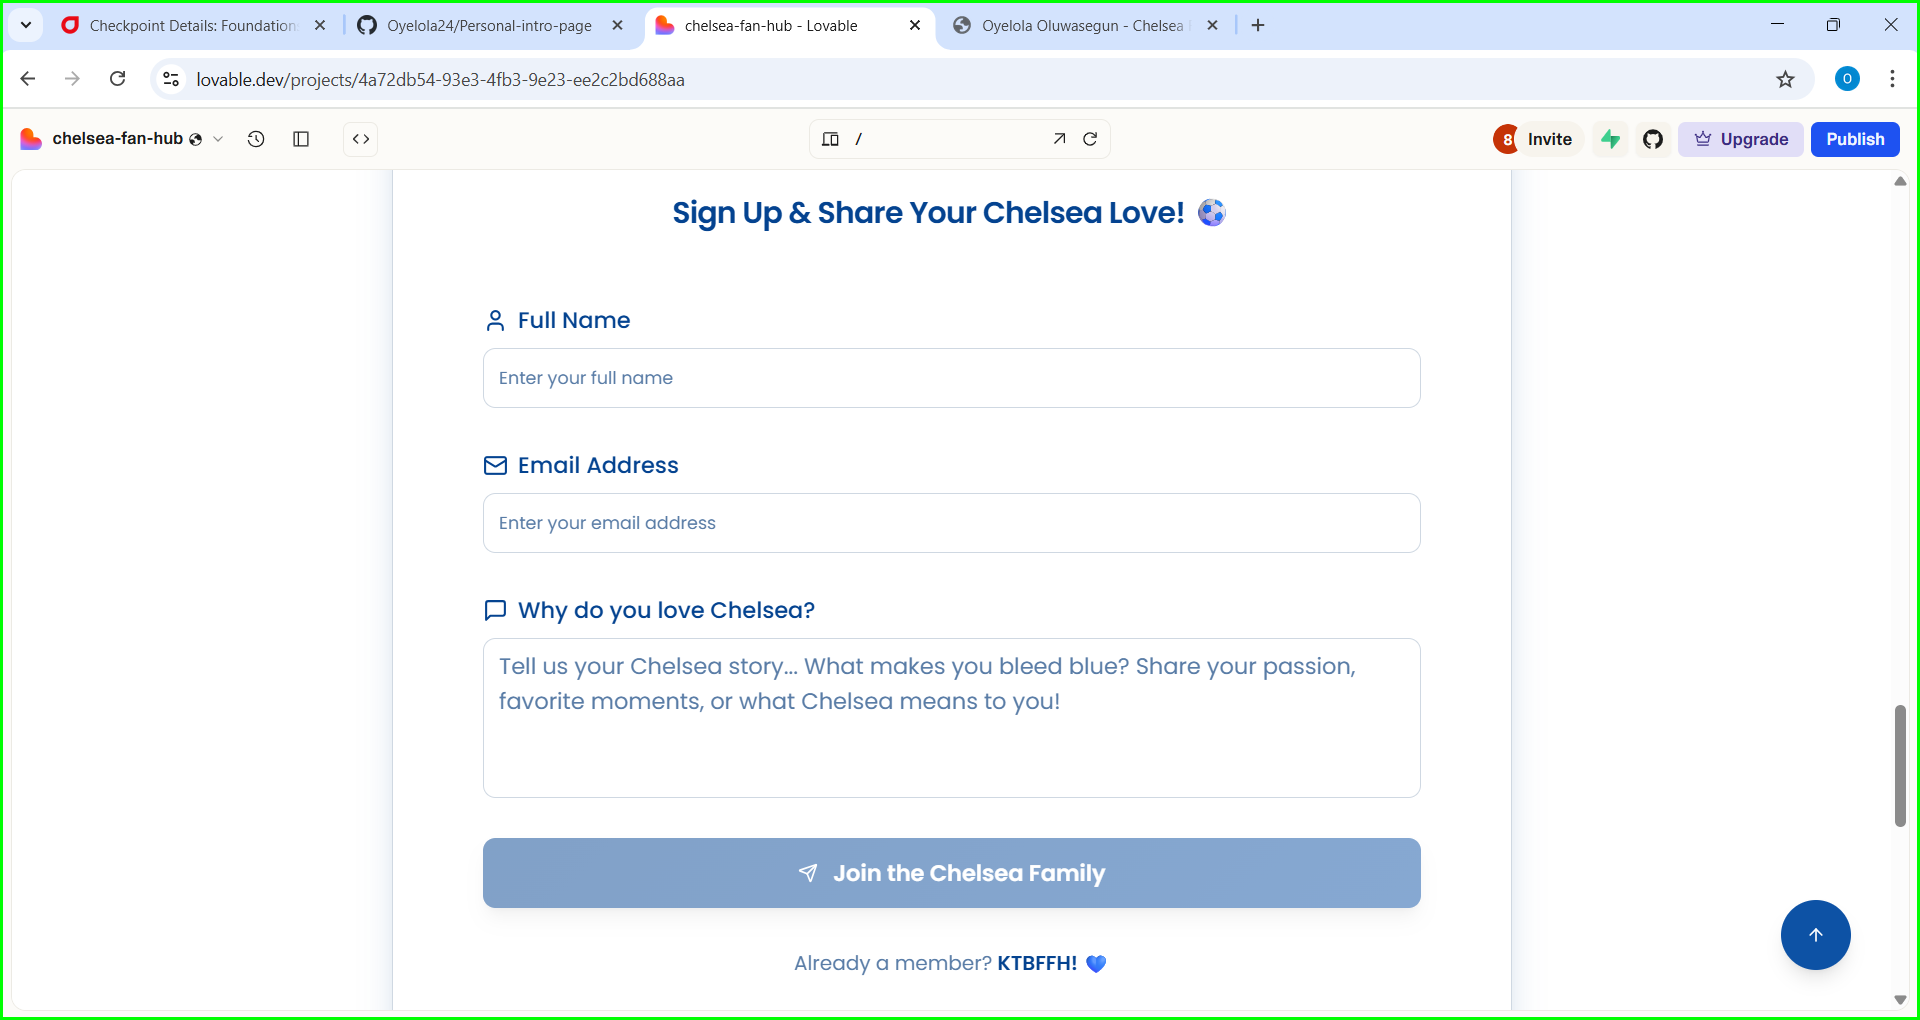 Checkpoint Details: Foundation
Oyelola24/Personal-intro-page
chelsea-fan-hub - Lovable
Oyelola Oluwasegun - Chelsea
lovable.dev/projects/4a72db54-93e3-4fb3-9e23-ee2c2bd688aa
O
chelsea-fan-hub
/
8
Invite
Upgrade
Publish
Sign Up & Share Your Chelsea Love!
Full Name
Enter your full name
Email Address
Enter your email address
Why do you love Chelsea?
Tell us your Chelsea story... What makes you bleed blue? Share your passion,
favorite moments, or what Chelsea means to you!
Join the Chelsea Family
Already a member? KTBFFH!